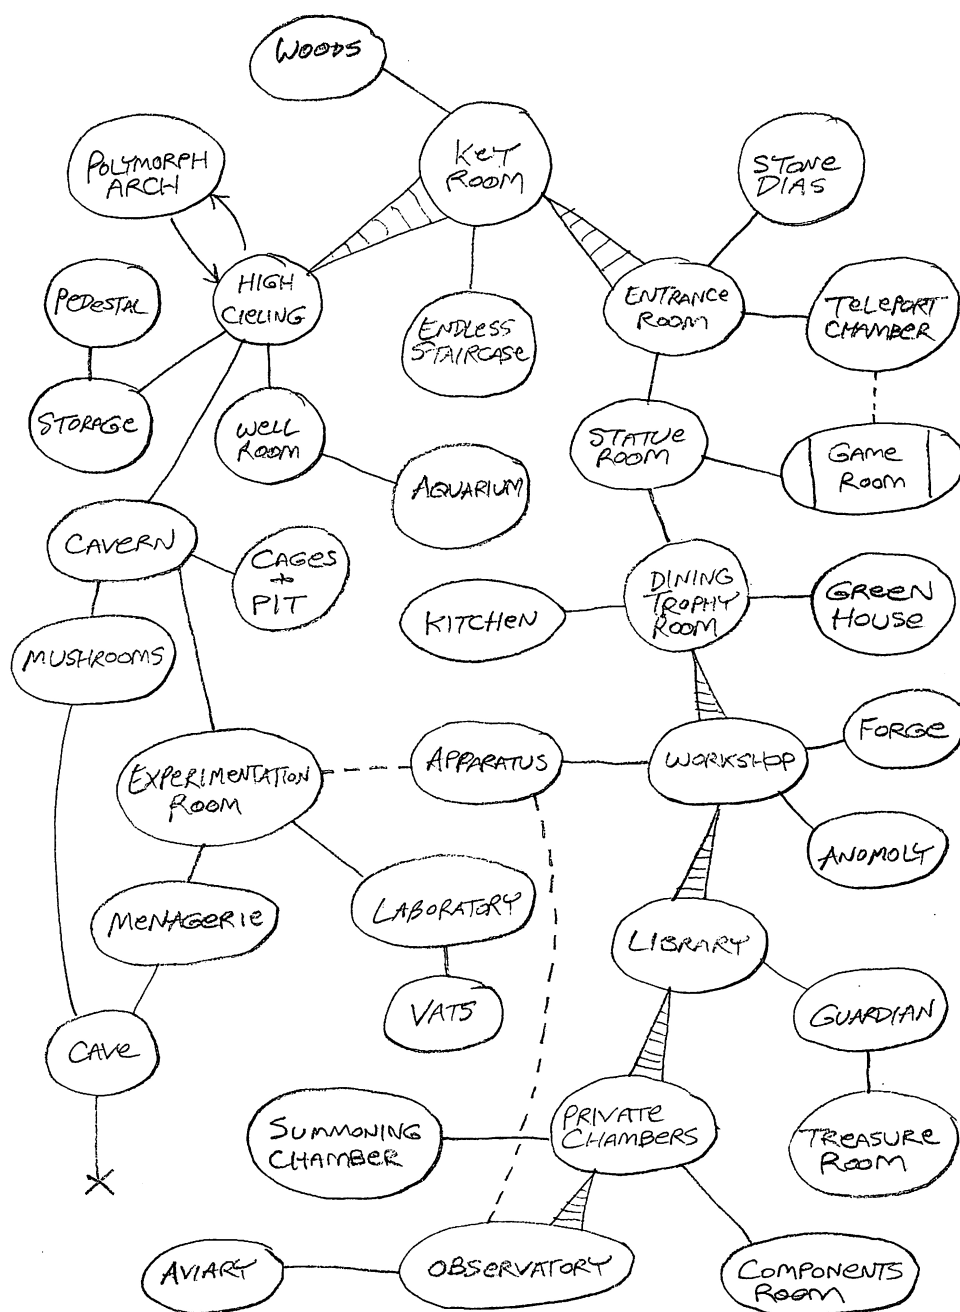 WOODS
KEY
ROOM
POLYMORPH
ARCH
STONE
DIAS
HIGH
CIELING
PEDESTAL
ENTRANCE
ROOM
TELEPORT
CHAMBER
ENDLESS
STAIRCASE
STORAGE
WELL
ROOM
STATUE
ROOM
GAME
ROOM
AQUARIUM
CAVERN
CAGES
+
PIT
DINING
TROPHY
ROOM
GREEN
HOUSE
KITCHEN
MUSHROOMS
FORGE
EXPERIMENTATION
ROOM
APPARATUS
WORKSHOP
ANOMOLY
MENAGERIE
LABORATORY
LIBRARY
VATS
GUARDIAN
CAVE
PRIVATE
CHAMBERS
SUMMONING
CHAMBER
TREASURE
ROOM
AVIARY
OBSERVATORY
COMPONENTS
ROOM